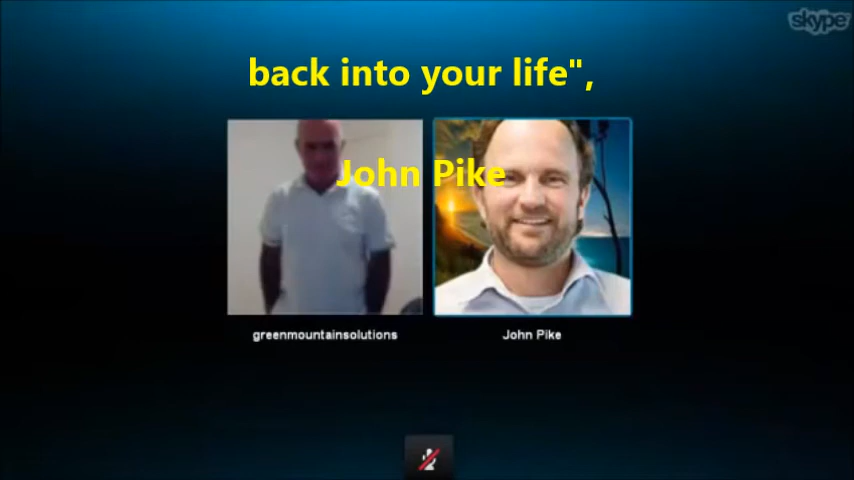 skype
back into your life",
John Pike
greenmountainsolutions
John Pike